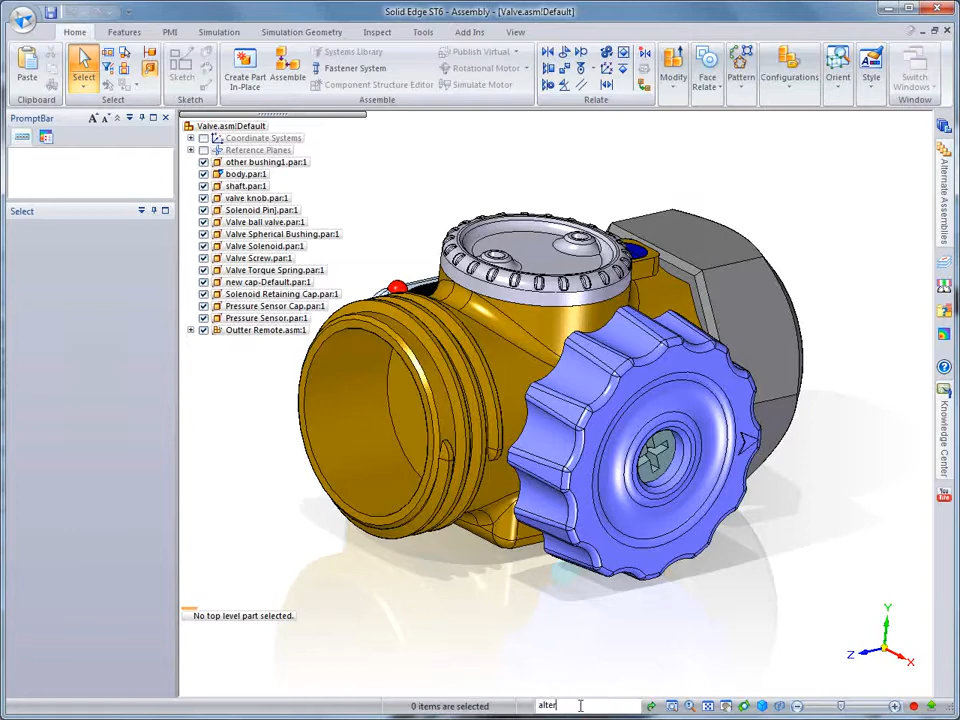 Solid Edge ST6 - Assembly - [Valve.asm!Default]
Home Features PMI Simulation Simulation Geometry Inspect Tools Add Ins View
Paste
Select
Sketch
Create Part In-Place
Assemble
Systems Library
Fastener System
Component Structure Editor
Publish Virtual
Rotational Motor
Simulate Motor
Modify
Face Relate
Pattern
Configurations
Orient
Style
Switch Windows
Clipboard Select Sketch Assemble Relate Window
PromptBar
Select
Valve.asm!Default
Coordinate Systems
Reference Planes
other bushing1.par:1
body.par:1
shaft.par:1
valve knob.par:1
Solenoid Pin].par:1
Valve ball valve.par:1
Valve Spherical Bushing.par:1
Valve Solenoid.par:1
Valve Screw.par:1
Valve Torque Spring.par:1
new cap-Default.par:1
Solenoid Retaining Cap.par:1
Pressure Sensor Cap.par:1
Pressure Sensor.par:1
Outter Remote.asm:1
No top level part selected.
Alternate Assemblies
Knowledge Center
Y
Z
X
0 items are selected
alter